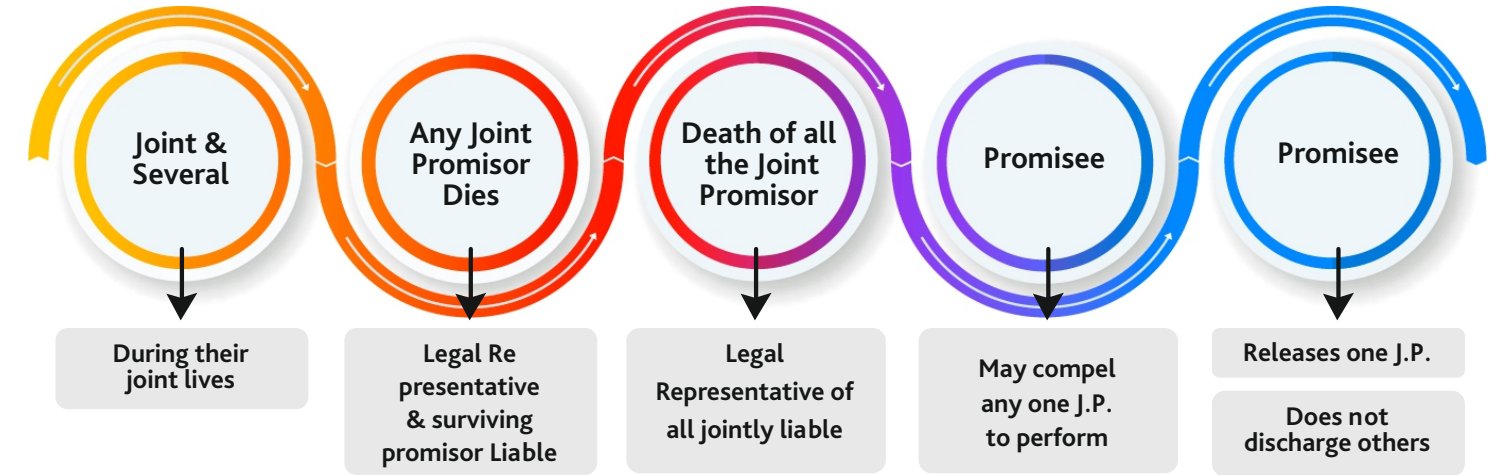 Joint &
Several
During their
joint lives
Any Joint
Promisor
Dies
Legal Re
presentative
& surviving
promisor Liable
Death of all
the Joint
Promisor
Legal
Representative of
all jointly liable
Promisee
May compel
any one J.P.
to perform
Promisee
Releases one J.P.
Does not
discharge others